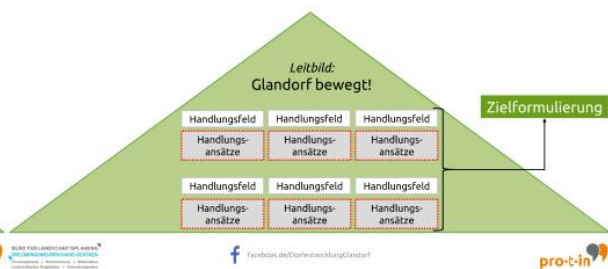 Leitbild:
Glandorf bewegt!
Zielformulierung
Handlungsfeld Handlungsfeld Handlungsfeld
Handlungs- Handlungs- Handlungs-
ansätze ansätze ansätze
Handlungsfeld Handlungsfeld Handlungsfeld
Handlungs- Handlungs- Handlungs-
ansätze ansätze ansätze
BÜRO FÜR LANDSCHAFTSPLANUNG
Facebook.de/DorfentwicklungGlandorf
pro-t-in